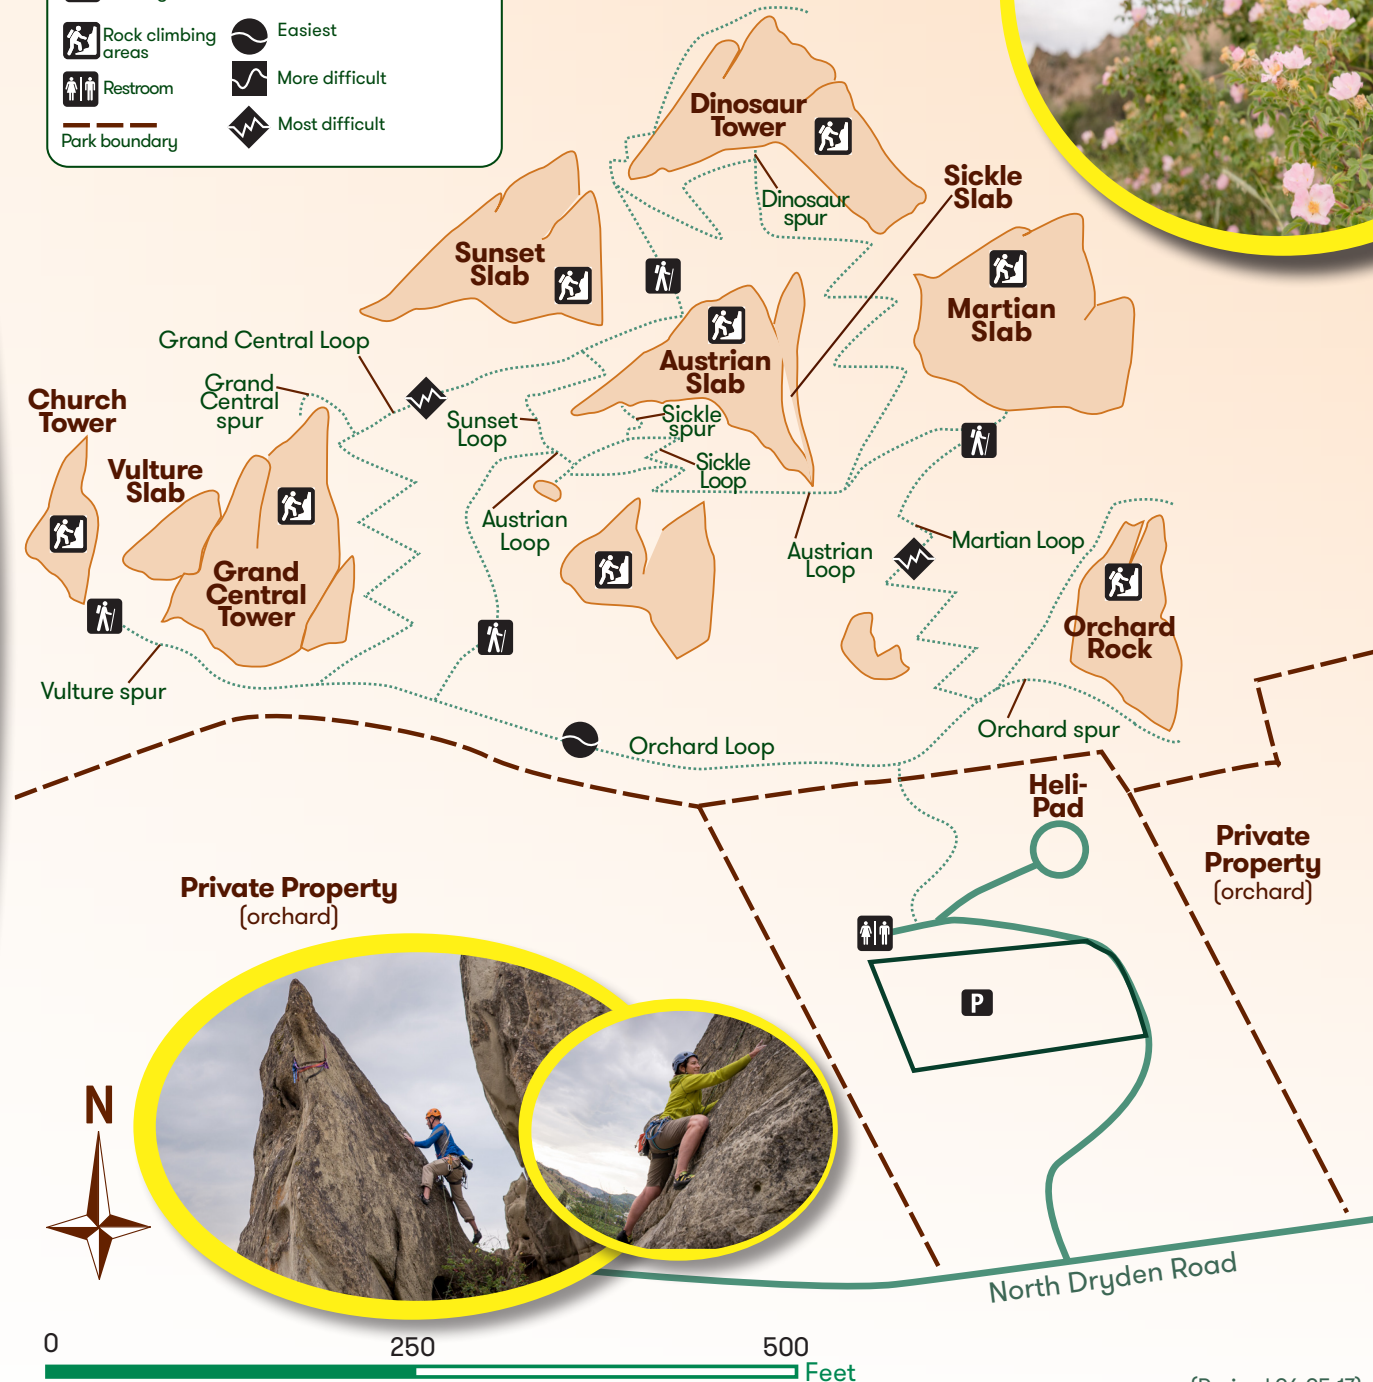 Rock climbing
areas
Restroom
Park boundary
Easiest
More difficult
Most difficult
Dinosaur
Tower
Dinosaur
spur
Sickle
Slab
Sunset
Slab
Martian
Slab
Austrian
Slab
Grand Central Loop
Grand
Central
spur
Church
Tower
Sunset
Loop
Sickle
spur
Sickle
Loop
Vulture
Slab
Austrian
Loop
Austrian
Loop
Martian Loop
Grand
Central
Tower
Orchard
Rock
Vulture spur
Orchard spur
Orchard Loop
Heli-
Pad
Private
Property
(orchard)
Private Property
(orchard)
P
N
North Dryden Road
0 250 500
Feet